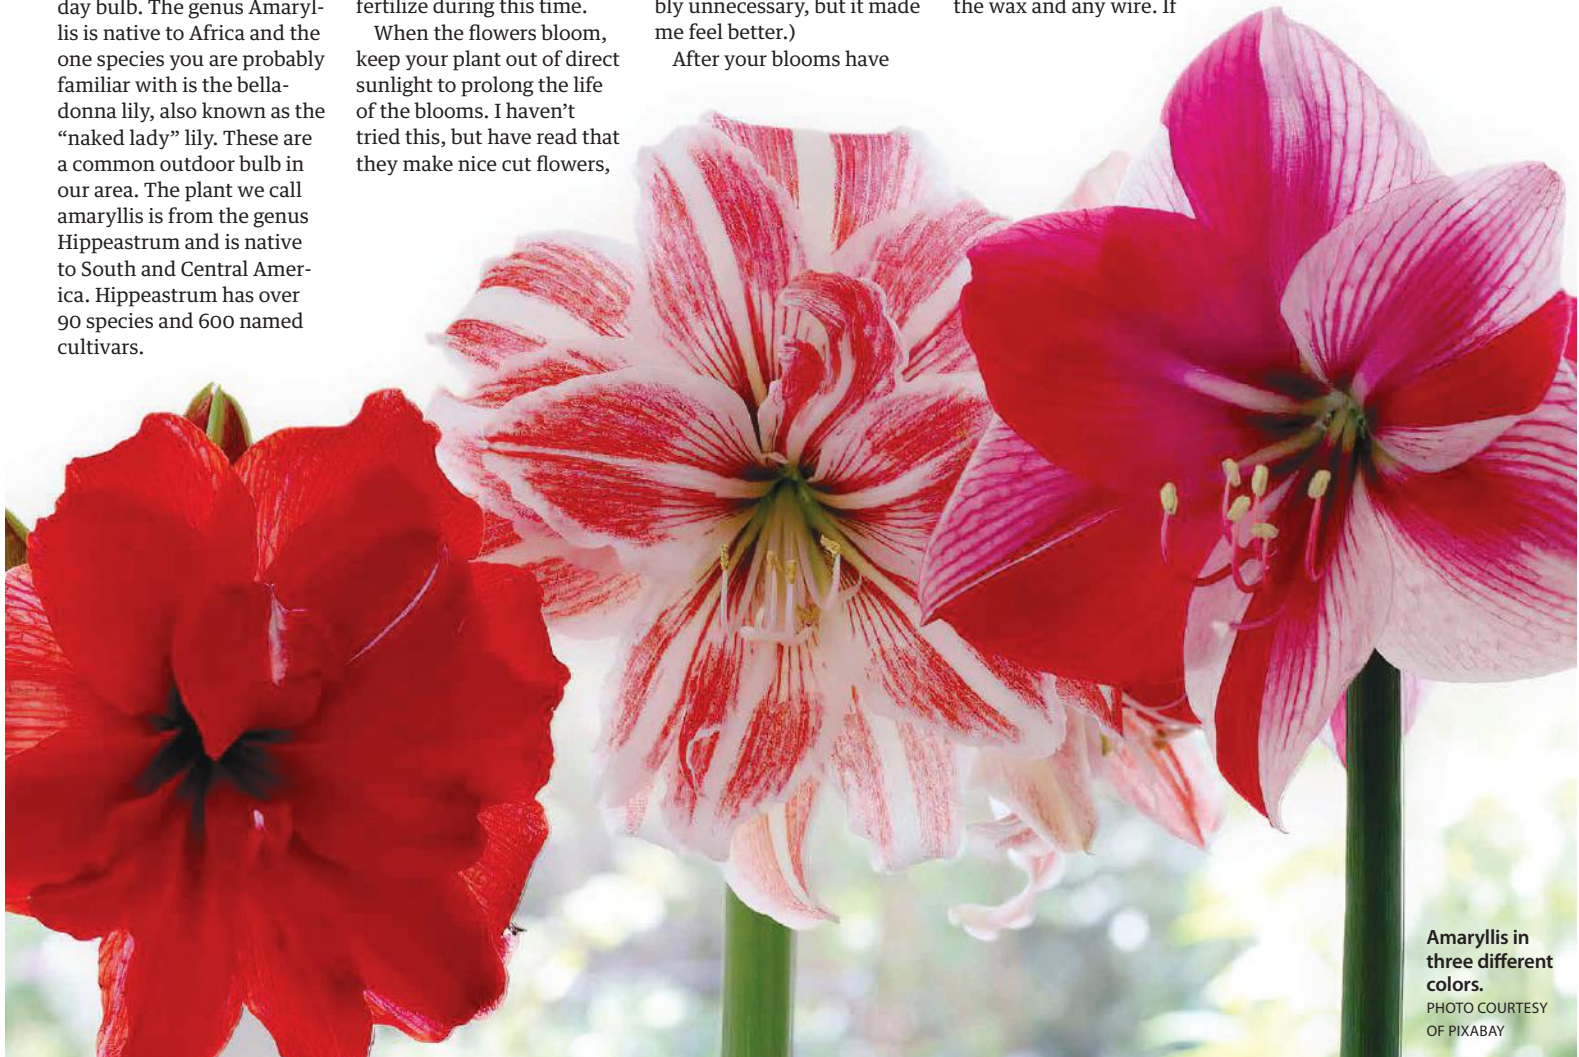 day bulb. The genus Amaryl-
lis is native to Africa and the
one species you are probably
familiar with is the bella-
donna lily, also known as the
“naked lady” lily. These are
a common outdoor bulb in
our area. The plant we call
amaryllis is from the genus
Hippeastrum and is native
to South and Central Amer-
ica. Hippeastrum has over
90 species and 600 named
cultivars.
fertilize during this time.
When the flowers bloom,
keep your plant out of direct
sunlight to prolong the life
of the blooms. I haven’t
tried this, but have read that
they make nice cut flowers,
bly unnecessary, but it made
me feel better.)
After your blooms have
the wax and any wire. If
Amaryllis in
three different
colors.
PHOTO COURTESY
OF PIXABAY